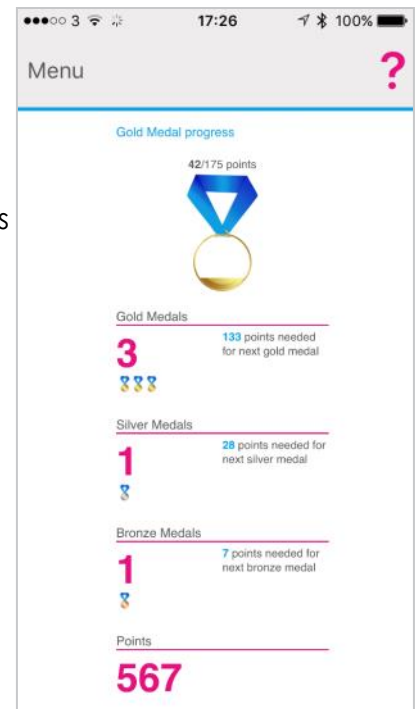 3 17:26 100%
Menu ?
Gold Medal progress
42/175 points
s
Gold Medals
3
133 points needed
for next gold medal
Silver Medals
1
28 points needed for
next silver medal
Bronze Medals
1
7 points needed for
next bronze medal
Points
567